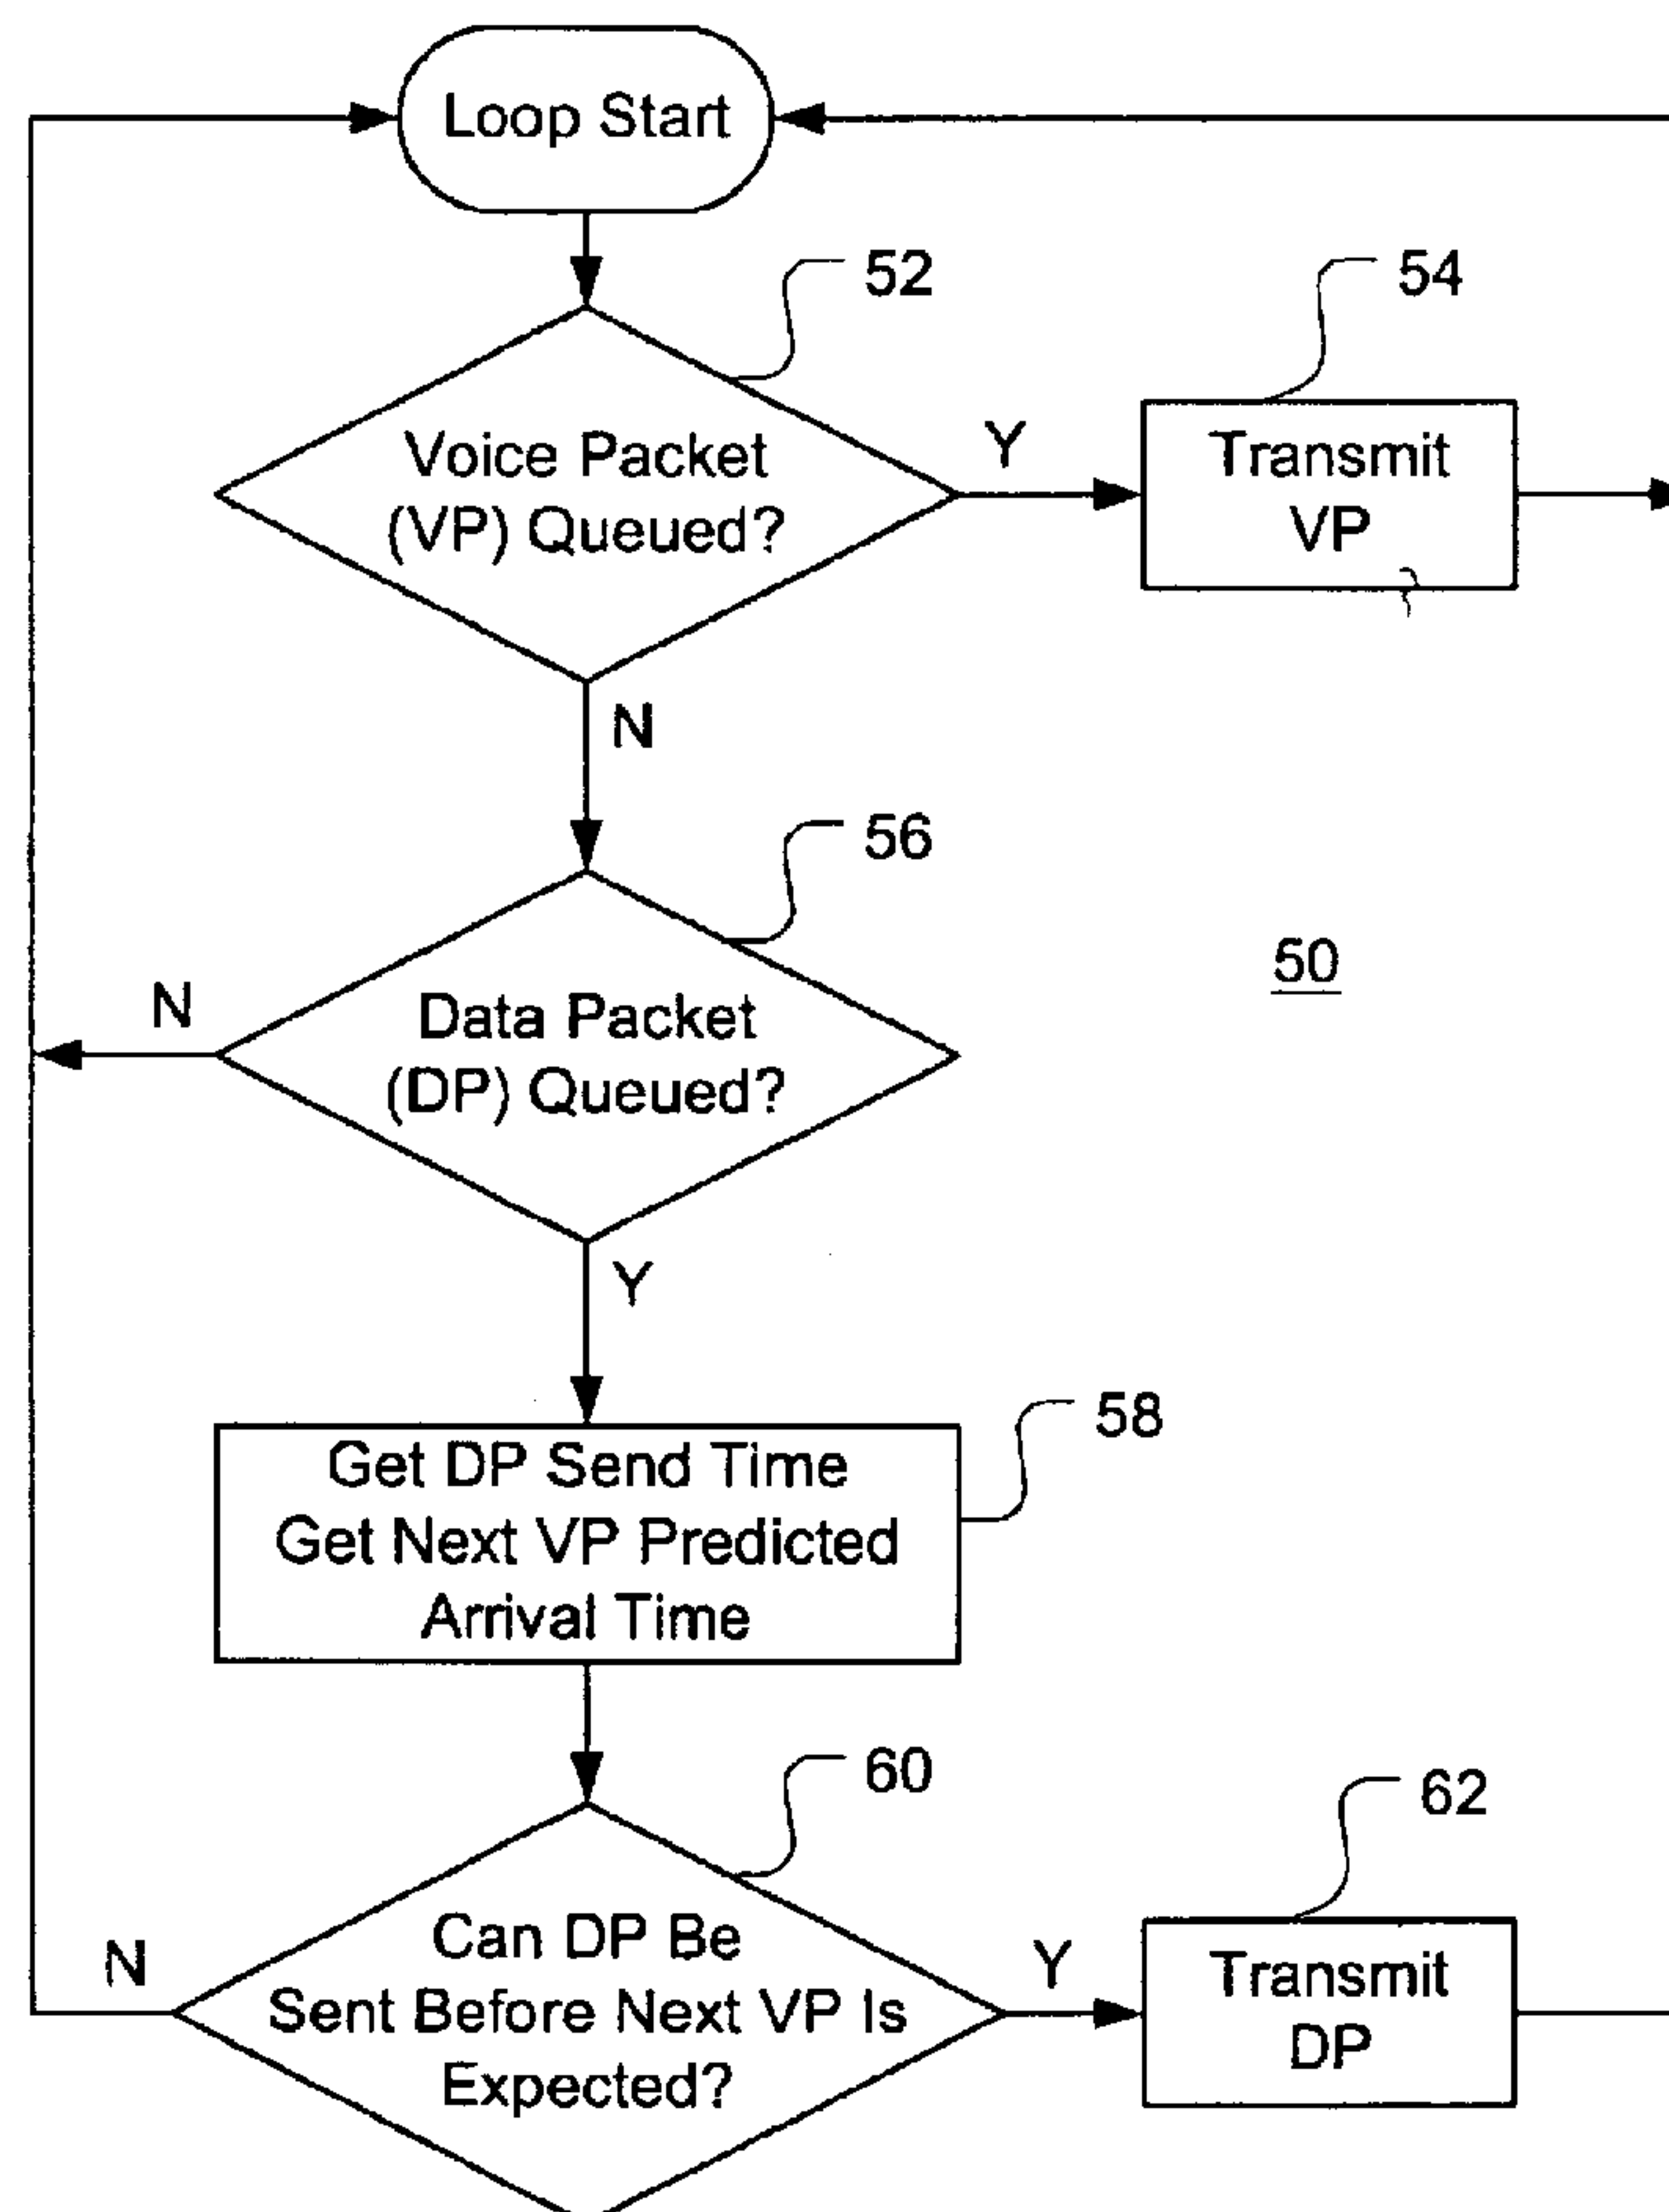 Loop Start
52
54
Voice Packet
(VP) Queued?
Y
Transmit
VP
N
56
Data Packet
(DP) Queued?
N
50
Y
58
Get DP Send Time
Get Next VP Predicted
Arrival Time
60
62
Can DP Be
Sent Before Next VP Is
Expected?
N
Y
Transmit
DP